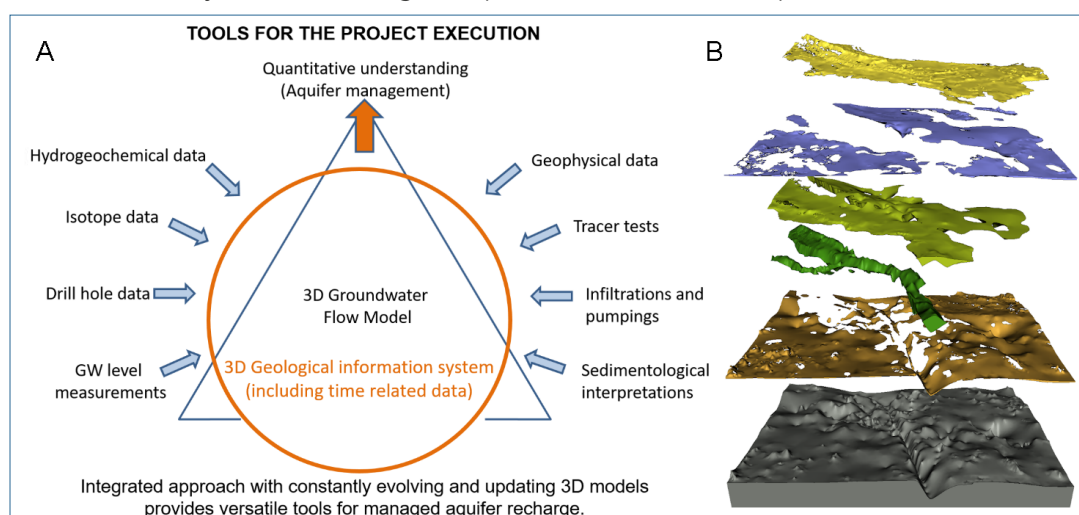 A
TOOLS FOR THE PROJECT EXECUTION
B
Quantitative understanding
(Aquifer management)
Hydrogeochemical data
Geophysical data
Isotope data
Tracer tests
Drill hole data
3D Groundwater
Flow Model
Infiltrations and
pumpings
GW level
measurements
3D Geological information system
(including time related data)
Sedimentological
interpretations
Integrated approach with constantly evolving and updating 3D models
provides versatile tools for managed aquifer recharge.